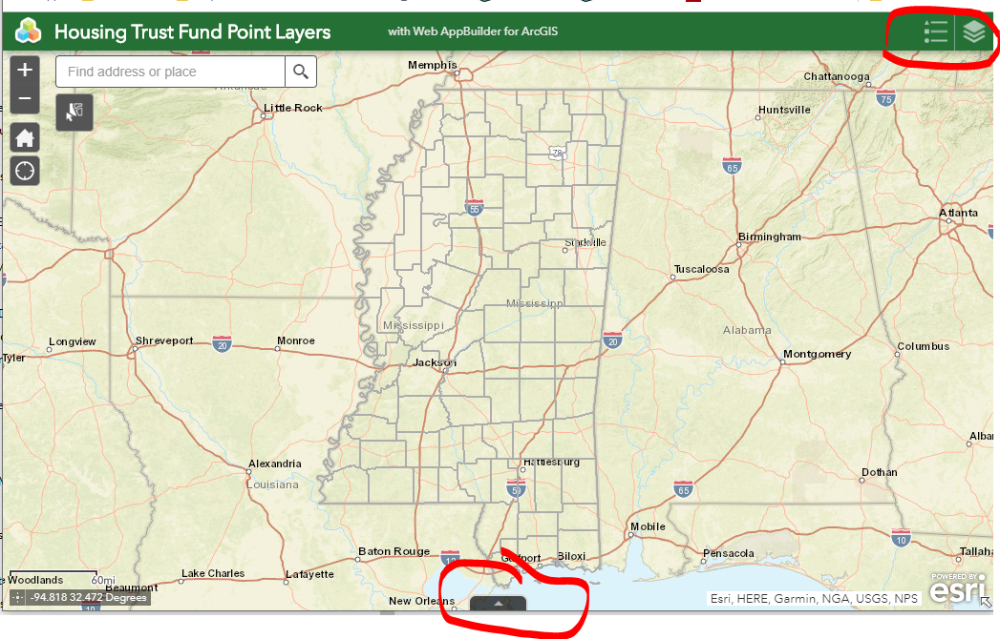 Housing Trust Fund Point Layers
with Web AppBuilder for ArcGIS
+
Find address or place
−
Memphis
Chattanooga
Arkansas
75
Little Rock
Huntsville
78
65
55
Atlanta
Birmingham
Starkville
Tuscaloosa
Mississippi
Mississippi
Alabama
Longview
Shreveport
20
Monroe
20
Columbus
Tyler
Jackson
Montgomery
Alexandria
Hattiesburg
Dothan
Louisiana
59
65
Mobile
10
Baton Rouge
Gulfport
Biloxi
Pensacola
Woodlands
60mi
Lake Charles
Lafayette
Beaumont
-94.818 32.472 Degrees
10
New Orleans
POWERED BY
esri
Esri, HERE, Garmin, NGA, USGS, NPS